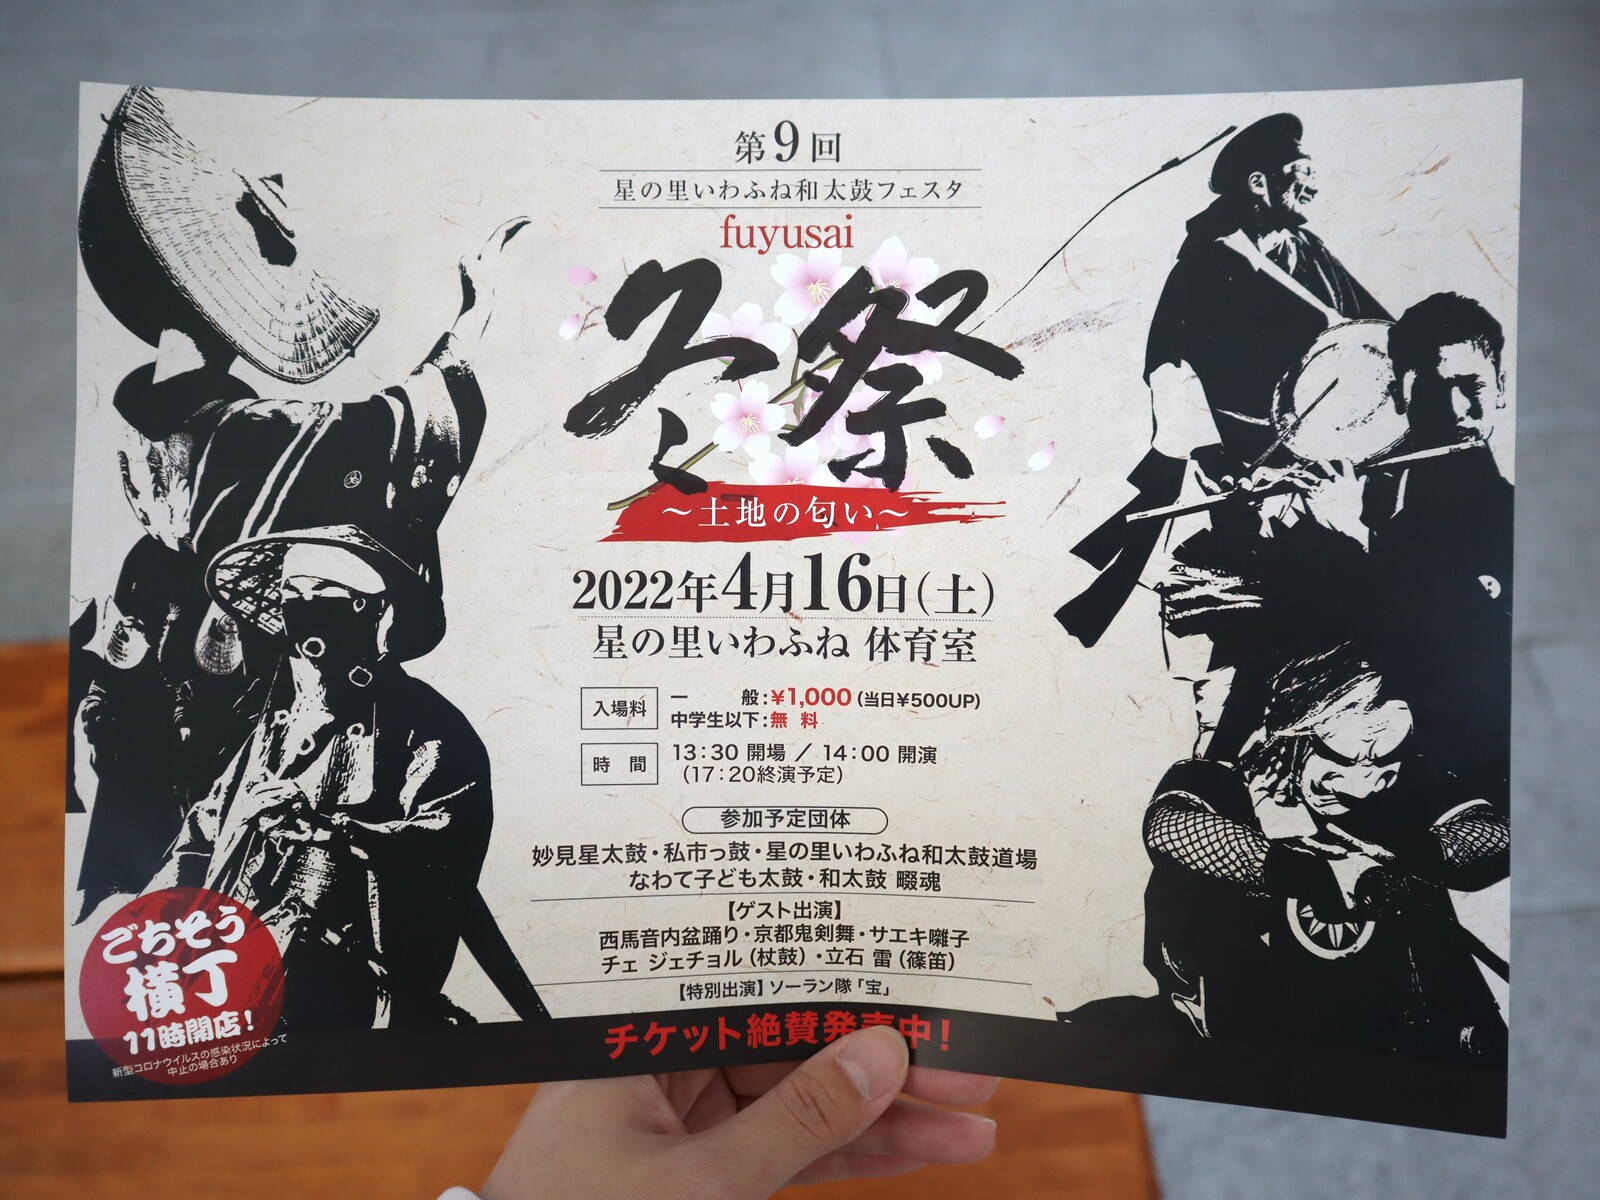 第9回
星の里いわふね和太鼓フェスタ
fuyusai
冬祭
～土地の匂い～
2022年4月16日(土)
星の里いわふね 体育室
入場料 一般:¥1,000(当日¥500UP)
中学生以下:無料
時間 13:30 開場 / 14:00 開演
(17:20終演予定)
参加予定団体
妙見星太鼓・私市っ鼓・星の里いわふね和太鼓道場
なわて子ども太鼓・和太鼓 畷魂
【ゲスト出演】
西馬音内盆踊り・京都鬼剣舞・サエキ囃子
チェ ジェチョル(杖鼓)・立石 雷(篠笛)
【特別出演】ソーラン隊「宝」
チケット絶賛発売中!
ごちそう
横丁
11時開店!
新型コロナウイルスの感染状況によって
中止の場合あり